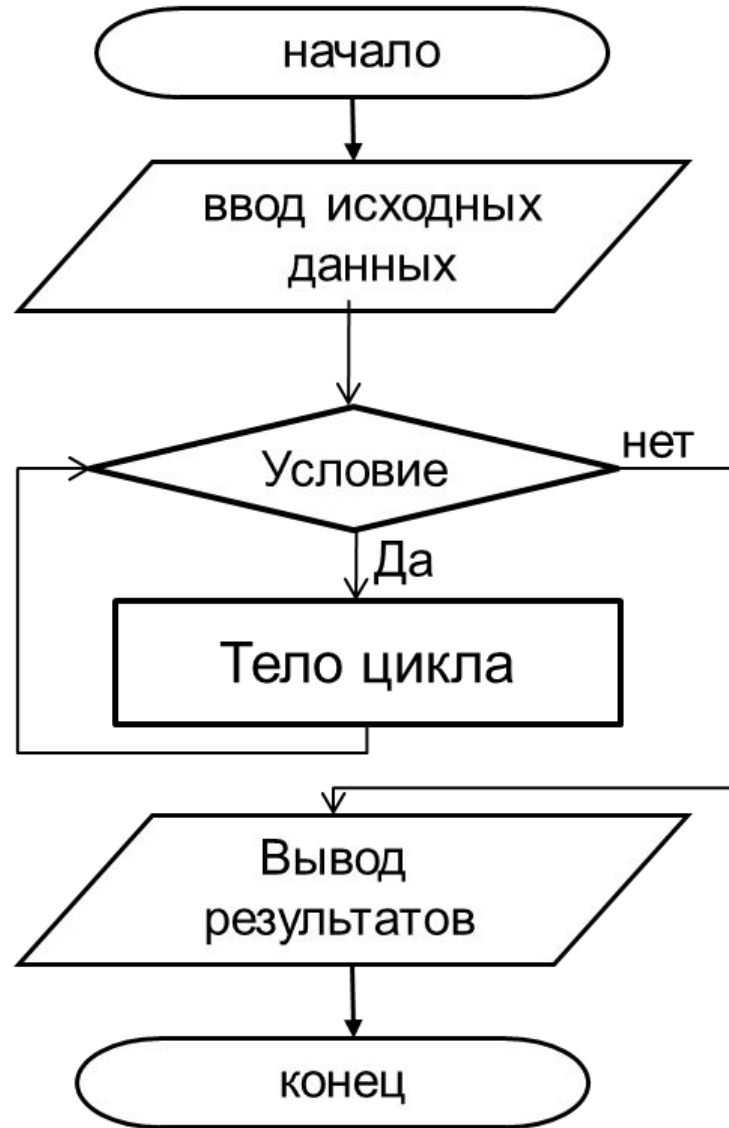 начало
ввод исходных
данных
Условие
нет
Да
Тело цикла
Вывод
результатов
конец